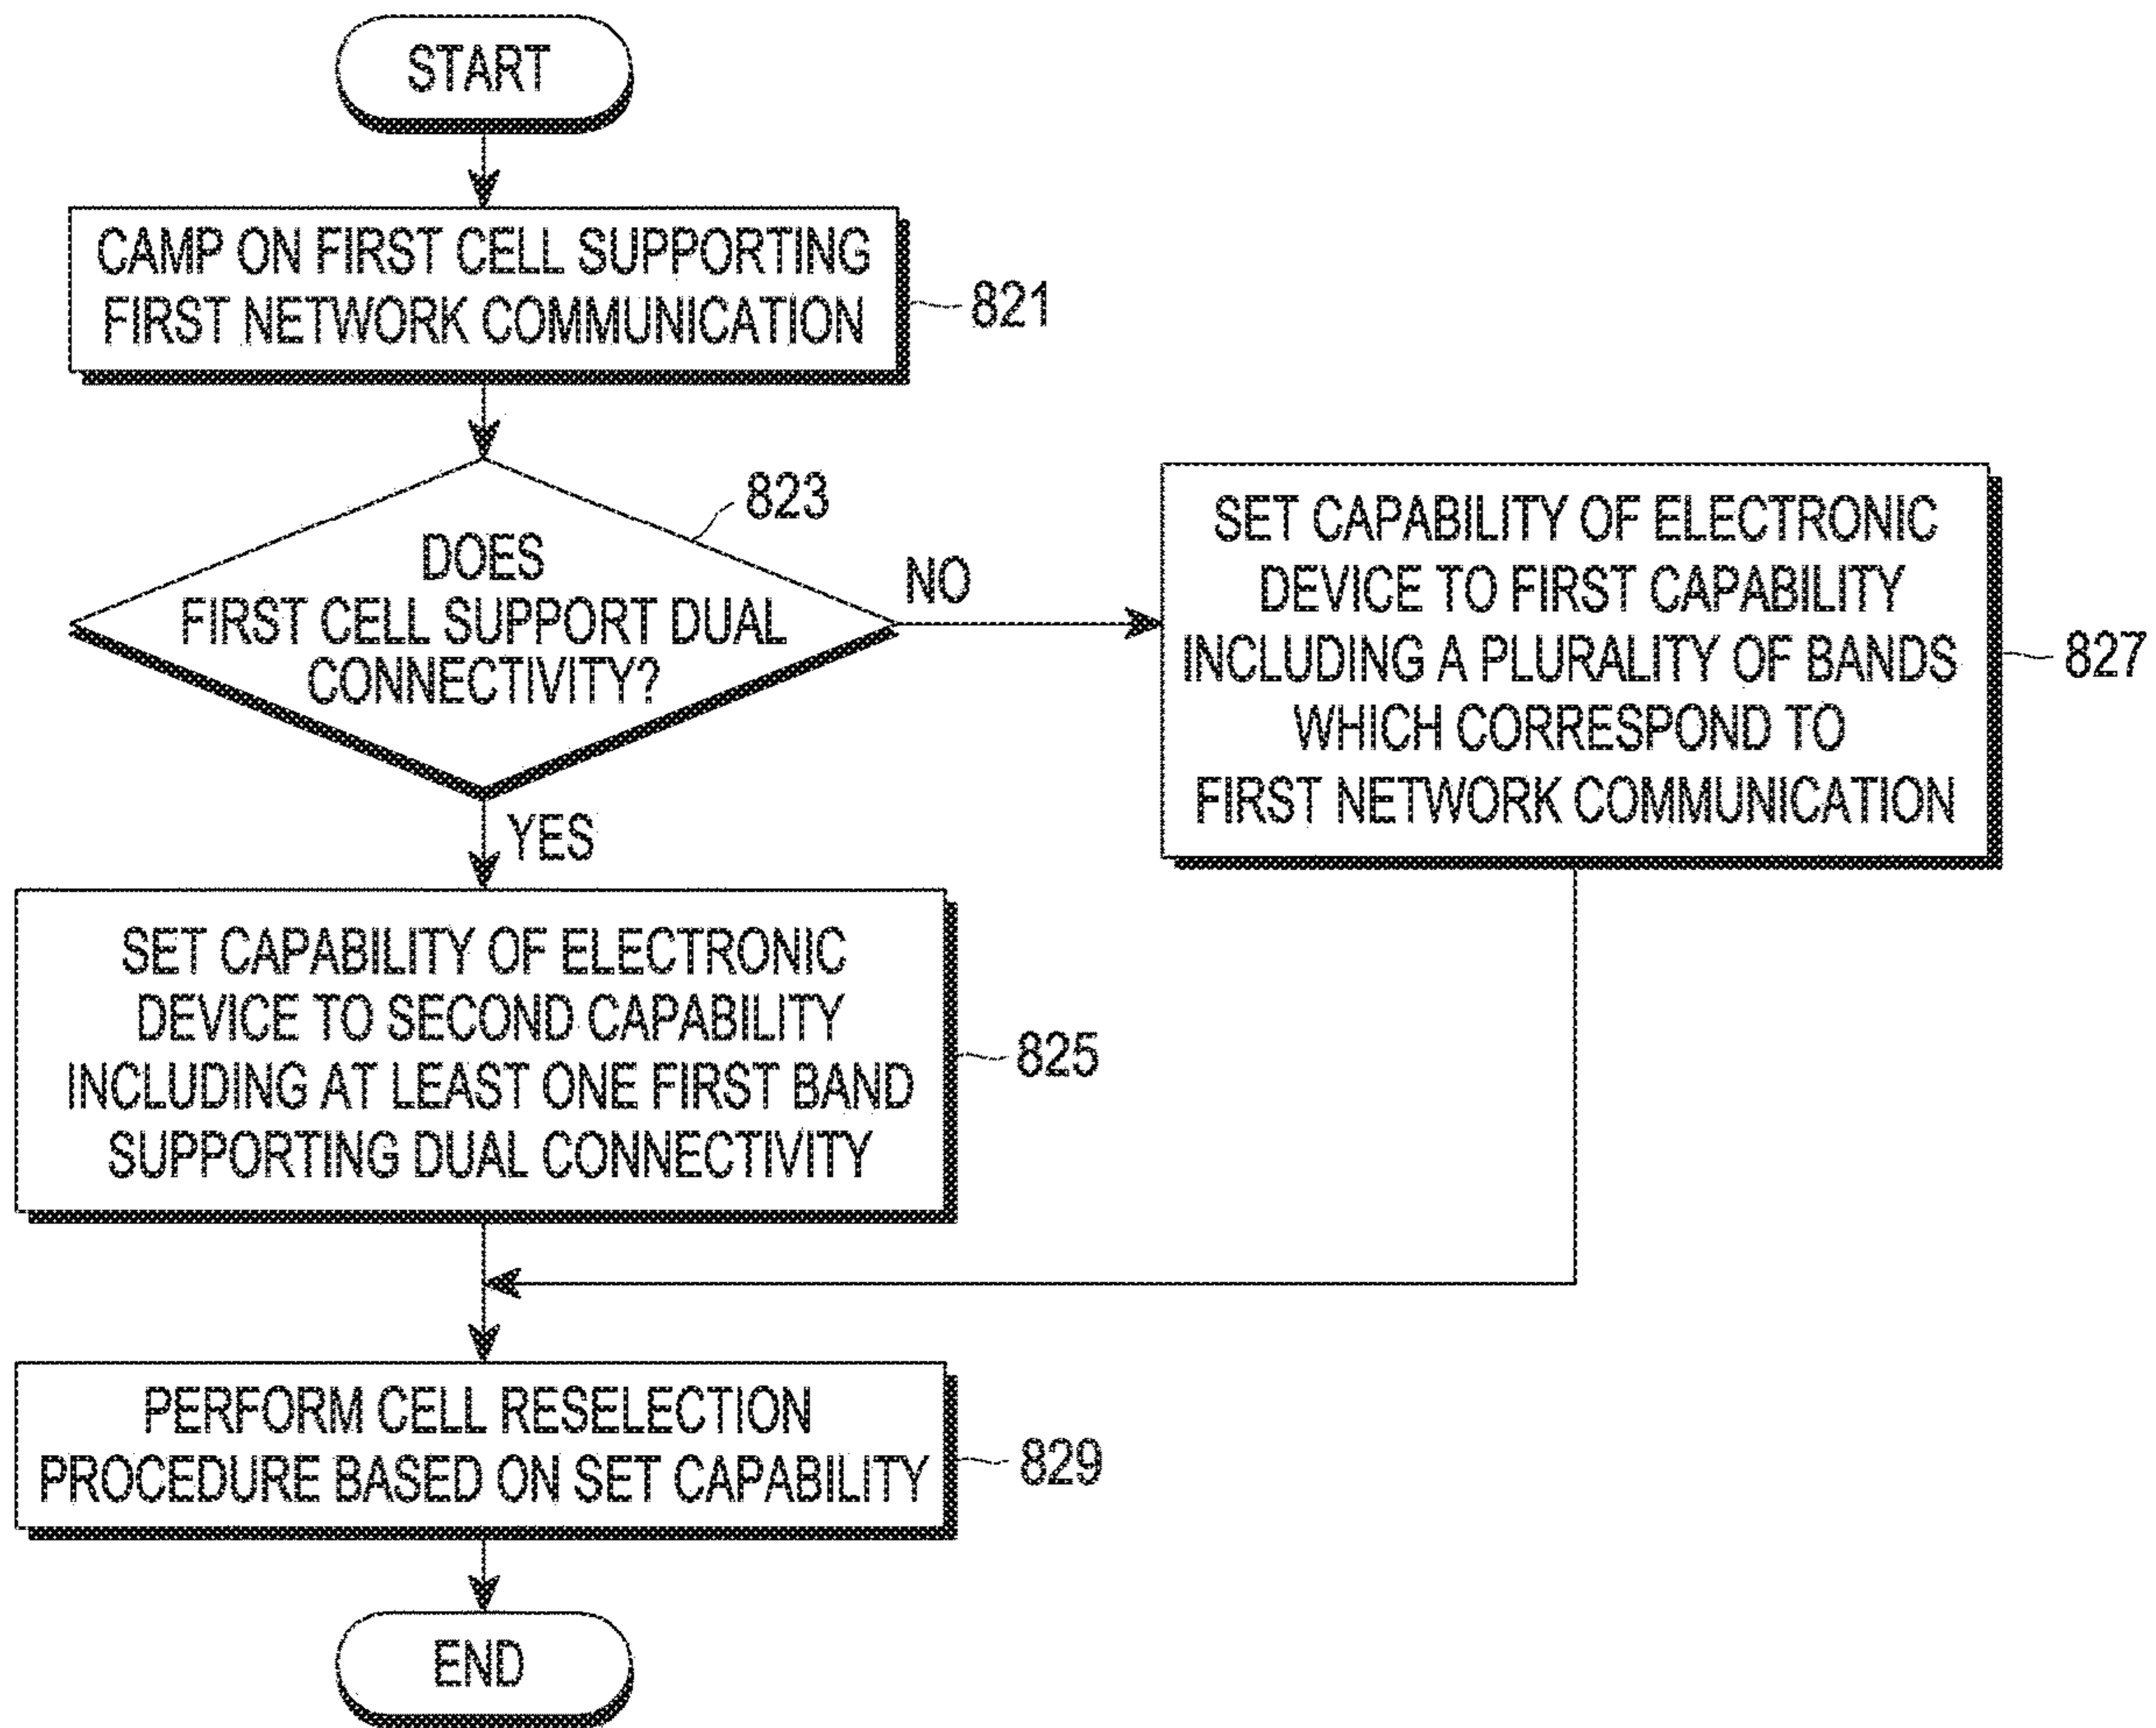 START
CAMP ON FIRST CELL SUPPORTING
FIRST NETWORK COMMUNICATION
821
823
DOES
FIRST CELL SUPPORT DUAL
CONNECTIVITY?
NO
SET CAPABILITY OF ELECTRONIC
DEVICE TO FIRST CAPABILITY
INCLUDING A PLURALITY OF BANDS
WHICH CORRESPOND TO
FIRST NETWORK COMMUNICATION
827
YES
SET CAPABILITY OF ELECTRONIC
DEVICE TO SECOND CAPABILITY
INCLUDING AT LEAST ONE FIRST BAND
SUPPORTING DUAL CONNECTIVITY
825
PERFORM CELL RESELECTION
PROCEDURE BASED ON SET CAPABILITY
829
END